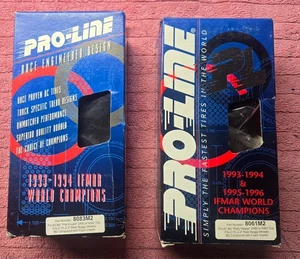 PRO-LINE
RACE ENGINEERED DESIGN
RACE PROVEN RC TIRES
TRACK SPECIFIC TREAD DESIGNS
UNMATCHED PERFORMANCE
SUPERIOR QUALITY RUBBER
THE CHOICE OF CHAMPIONS
1993-1994 IFMAR
WORLD CHAMPIONS
8083M2
PRO-LINE
SIMPLY THE FASTEST TIRES IN THE WORLD
1993-1994
&
1995-1996
IFMAR WORLD
CHAMPIONS
8061M2